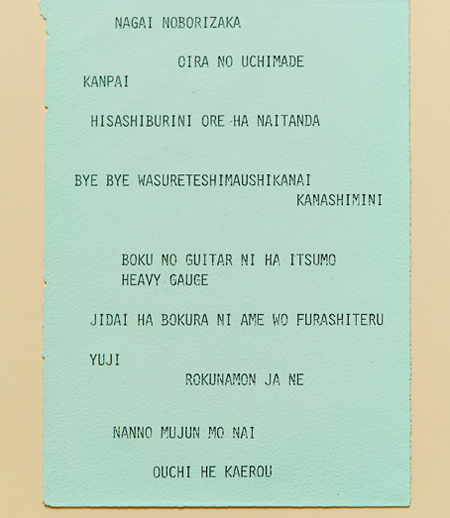 NAGAI NOBORIZAKA
OIRA NO UCHIMADE
KANPAI
HISASHIBURINI ORE HA NAITANDA
BYE BYE WASURETESHIMAUSHIKANAI
KANASHIMINI
BOKU NO GUITAR NI HA ITSUMO
HEAVY GAUGE
JIDAI HA BOKURA NI AME WO FURASHITERU
YUJI
ROKUNAMON JA NE
NANNO MUJUN MO NAI
OUCHI HE KAEROU